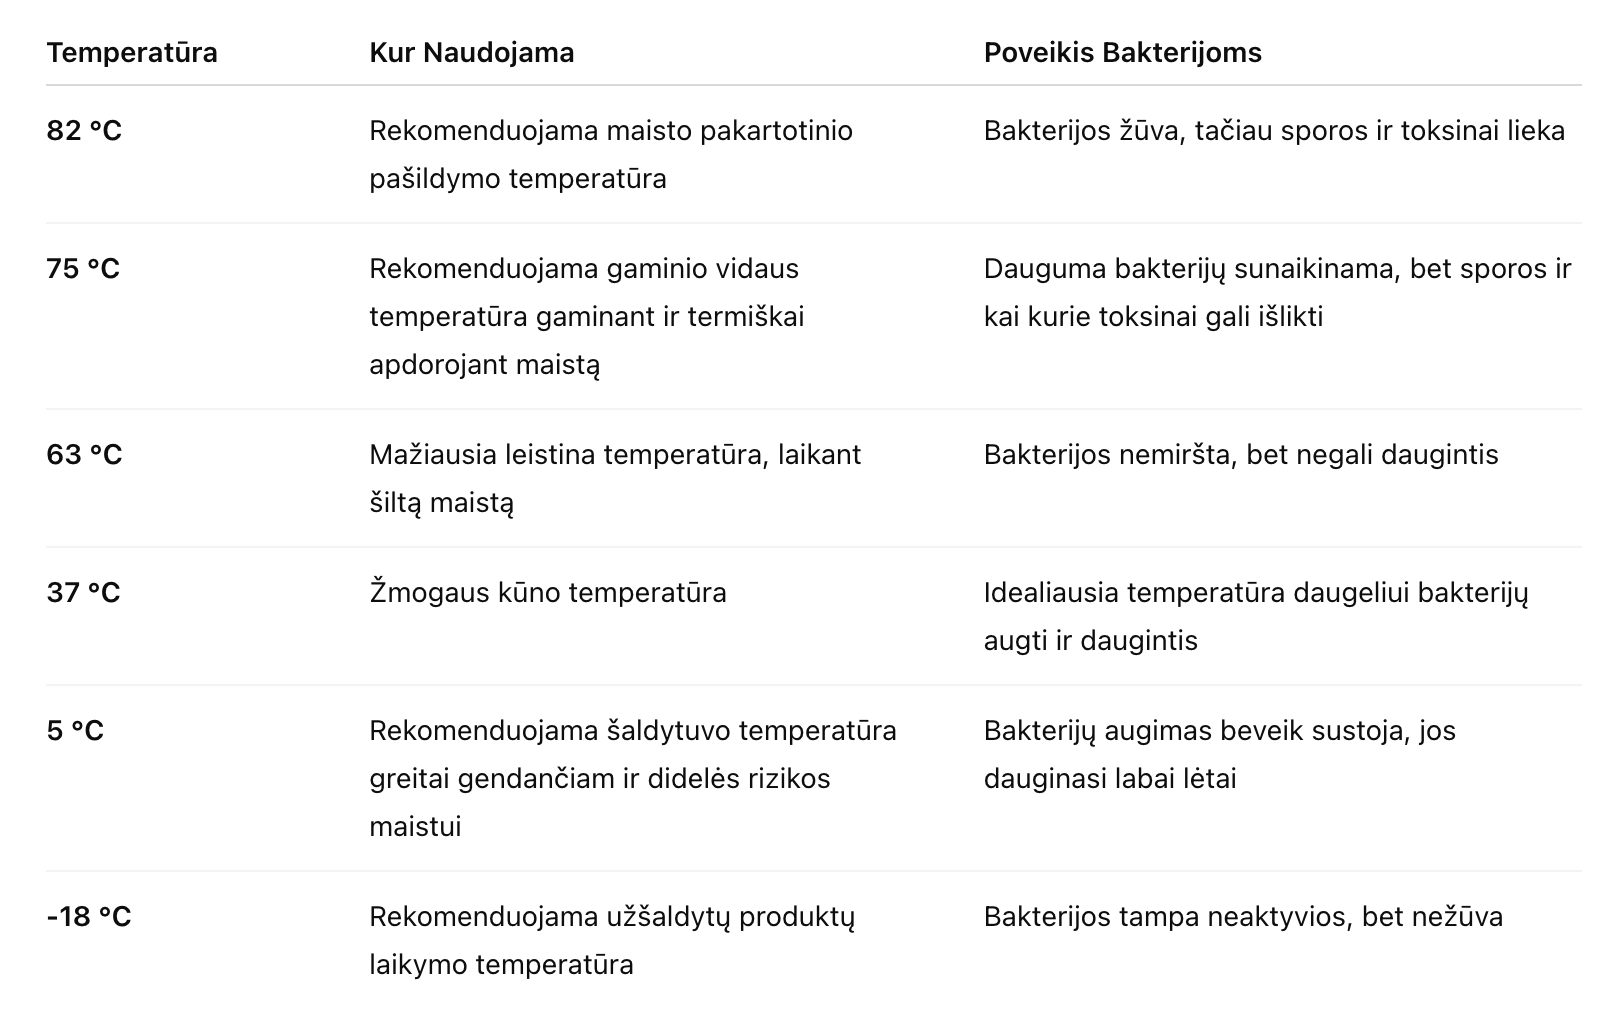 Temperatūra Kur Naudojama Poveikis Bakterijoms
82 °C Rekomenduojama maisto pakartotinio Bakterijos žūva, tačiau sporos ir toksinai lieka
pašildymo temperatūra
75 °C Rekomenduojama gaminio vidaus Dauguma bakterijų sunaikinama, bet sporos ir
temperatūra gaminant ir termiškai kai kurie toksinai gali išlikti
apdorojant maistą
63 °C Mažiausia leistina temperatūra, laikant Bakterijos nemiršta, bet negali daugintis
šiltą maistą
37 °C Žmogaus kūno temperatūra Idealiausia temperatūra daugeliui bakterijų
augti ir daugintis
5 °C Rekomenduojama šaldytuvo temperatūra Bakterijų augimas beveik sustoja, jos
greitai gendančiam ir didelės rizikos dauginasi labai lėtai
maistui
-18 °C Rekomenduojama užšaldytų produktų Bakterijos tampa neaktyvios, bet nežūva
laikymo temperatūra